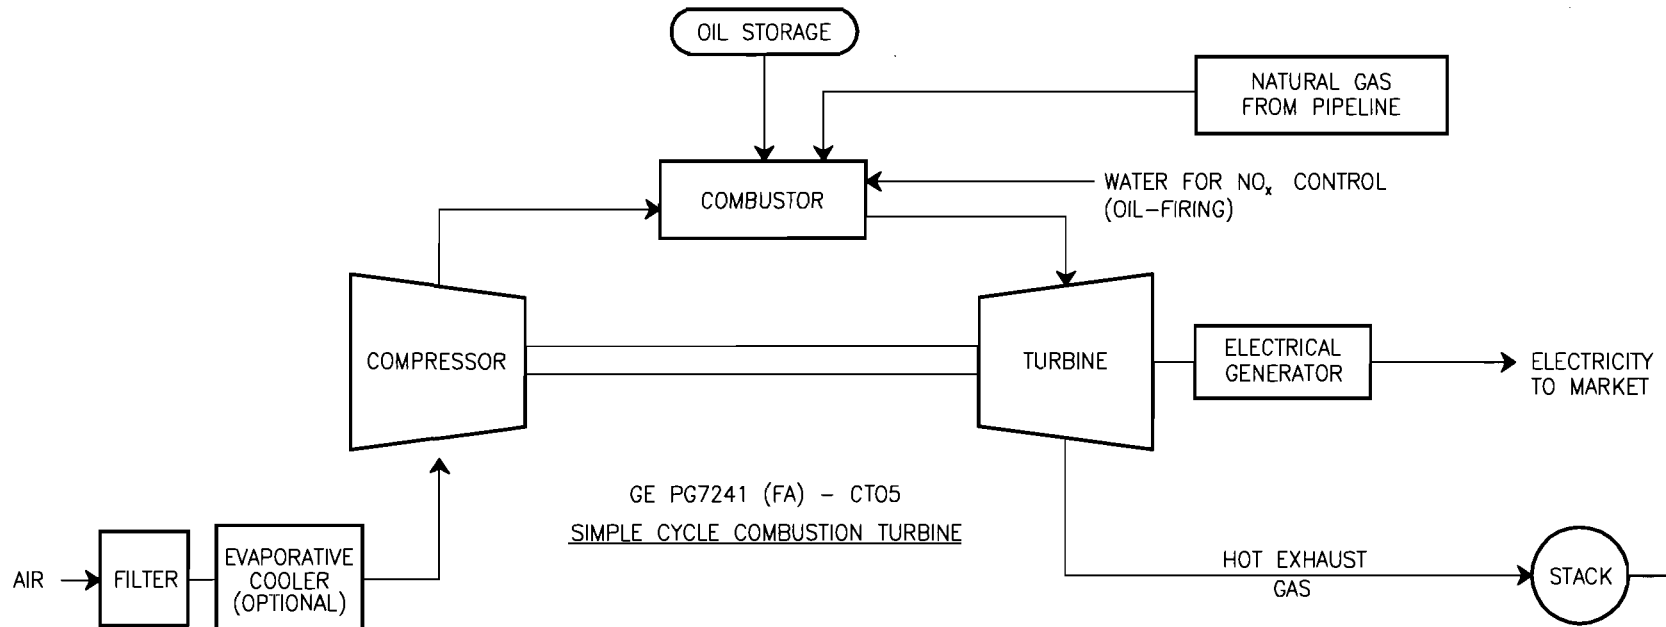 OIL STORAGE
NATURAL GAS
FROM PIPELINE
WATER FOR NOₓ CONTROL
(OIL-FIRING)
COMBUSTOR
COMPRESSOR
TURBINE
ELECTRICAL
GENERATOR
ELECTRICITY
TO MARKET
GE PG7241 (FA) - CT05
SIMPLE CYCLE COMBUSTION TURBINE
AIR
FILTER
EVAPORATIVE
COOLER
(OPTIONAL)
HOT EXHAUST
GAS
STACK